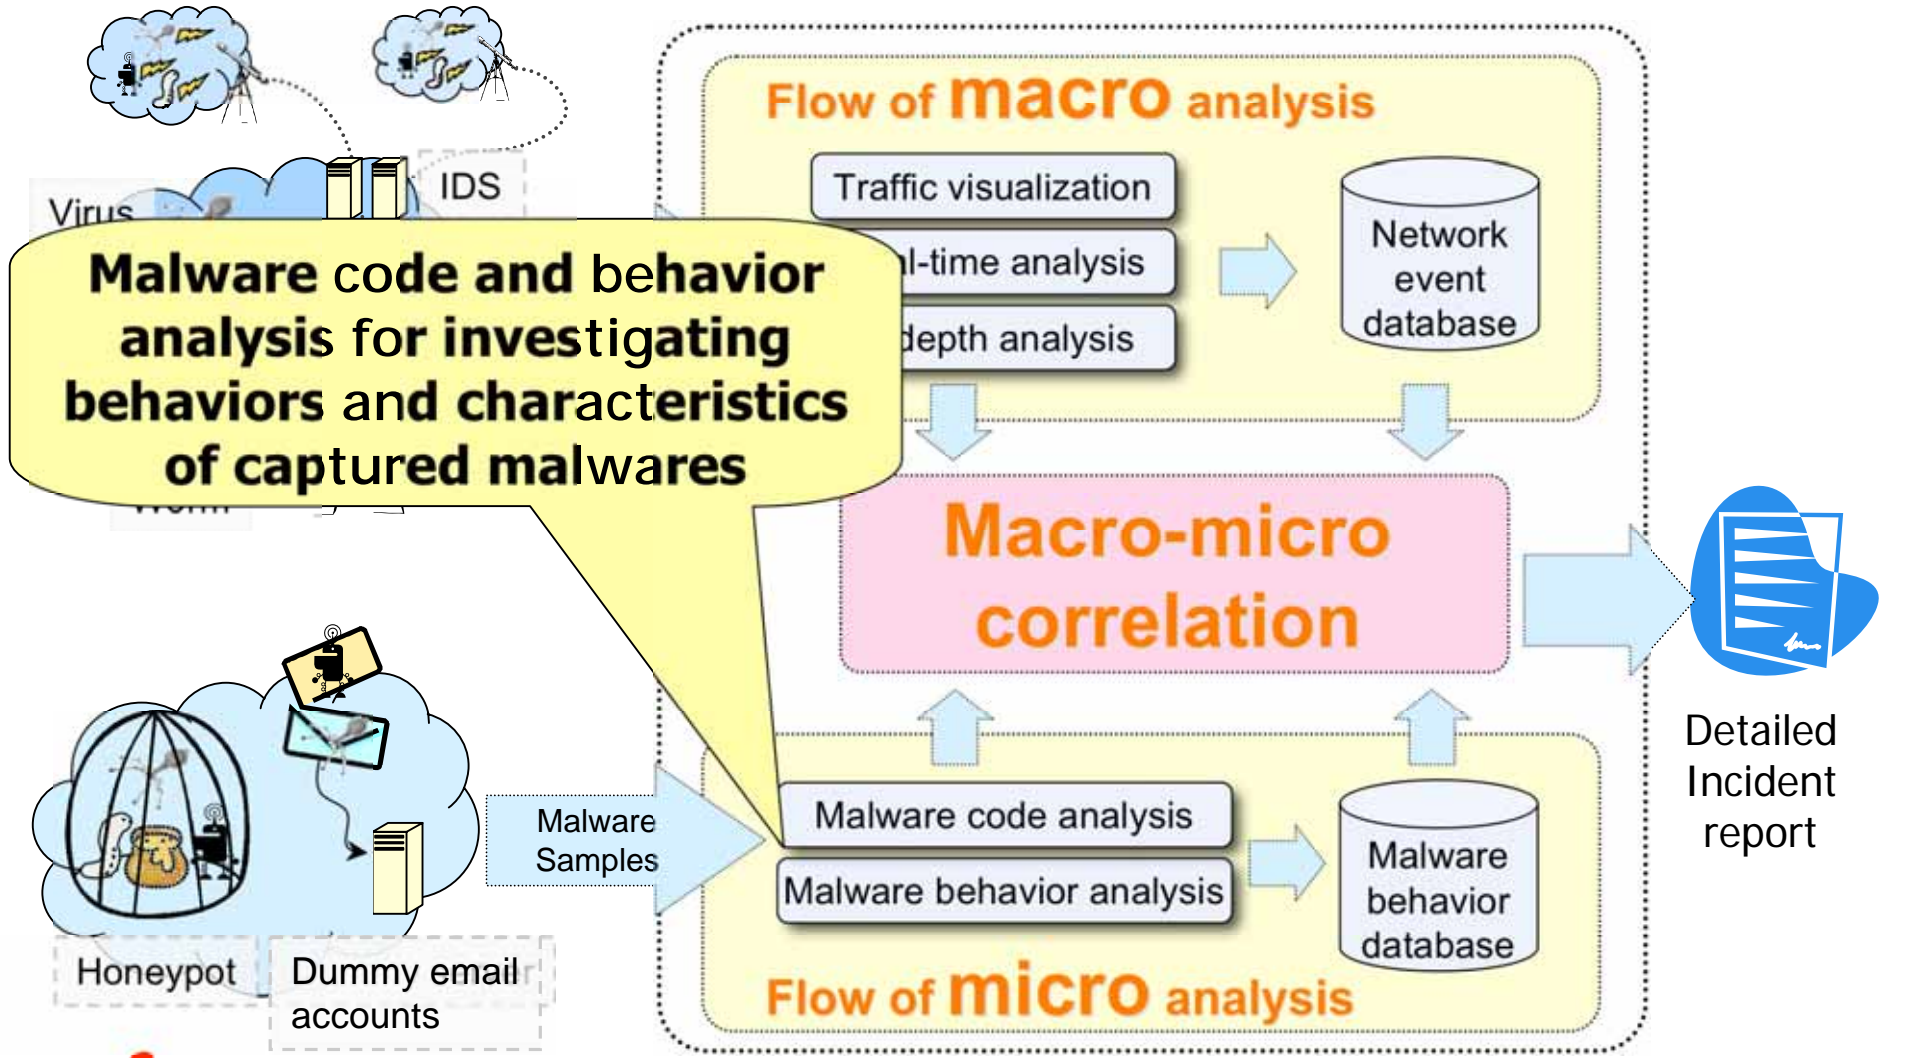 Flow of macro analysis
IDS
Virus
Traffic visualization
l-time analysis
depth analysis
Network
event
database
Malware code and behavior
analysis for investigating
behaviors and characteristics
of captured malwares
Macro-micro
correlation
Detailed
Incident
report
Malware
Samples
Malware code analysis
Malware behavior analysis
Malware
behavior
database
Honeypot
Dummy email
accounts
Flow of micro analysis